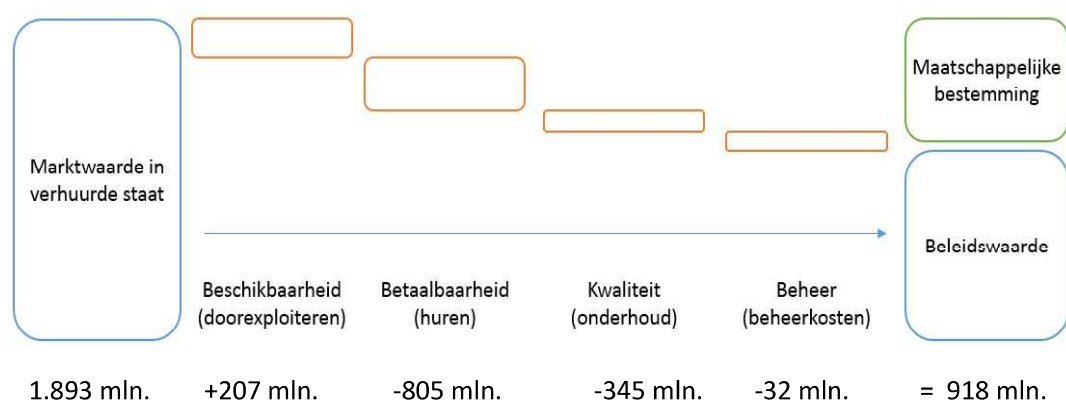 Marktwaarde in
verhuurde staat
Beschikbaarheid
(doorexploiteren)
Betaalbaarheid
(huren)
Kwaliteit
(onderhoud)
Beheer
(beheerkosten)
Maatschappelijke
bestemming
Beleidswaarde
1.893 mln. +207 mln. -805 mln. -345 mln. -32 mln. = 918 mln.